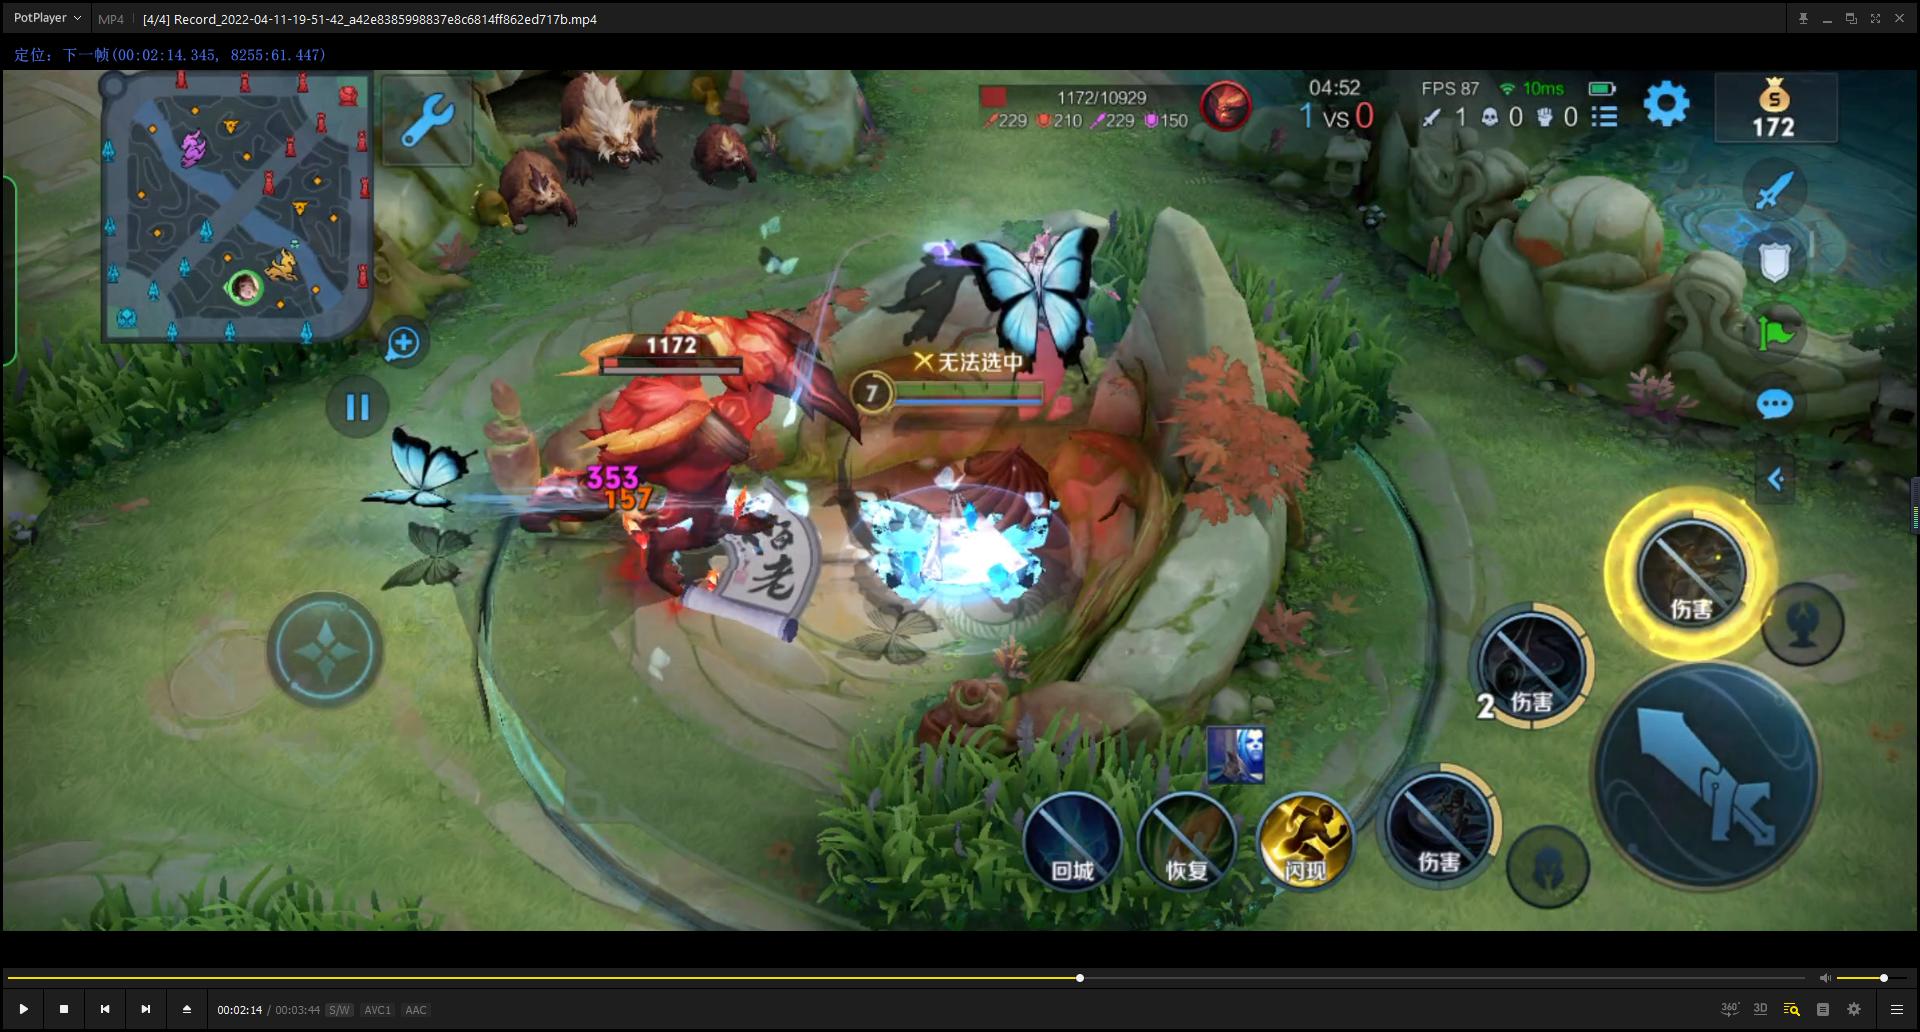 PotPlayer MP4 [4/4] Record_2022-04-11-19-51-42_a42e8385998837e8c6814ff862ed717b.mp4
定位：下一帧(00:02:14.345, 8255:61.447)
1172/10929
229 210 229 150
04:52
1 VS 0
FPS 87 10ms
1 0 0
172
1172
无法选中
7
353
157
老
伤害
2 伤害
伤害
回城
恢复
闪现
00:02:14 / 00:03:44 S/W AVC1 AAC
360° 3D